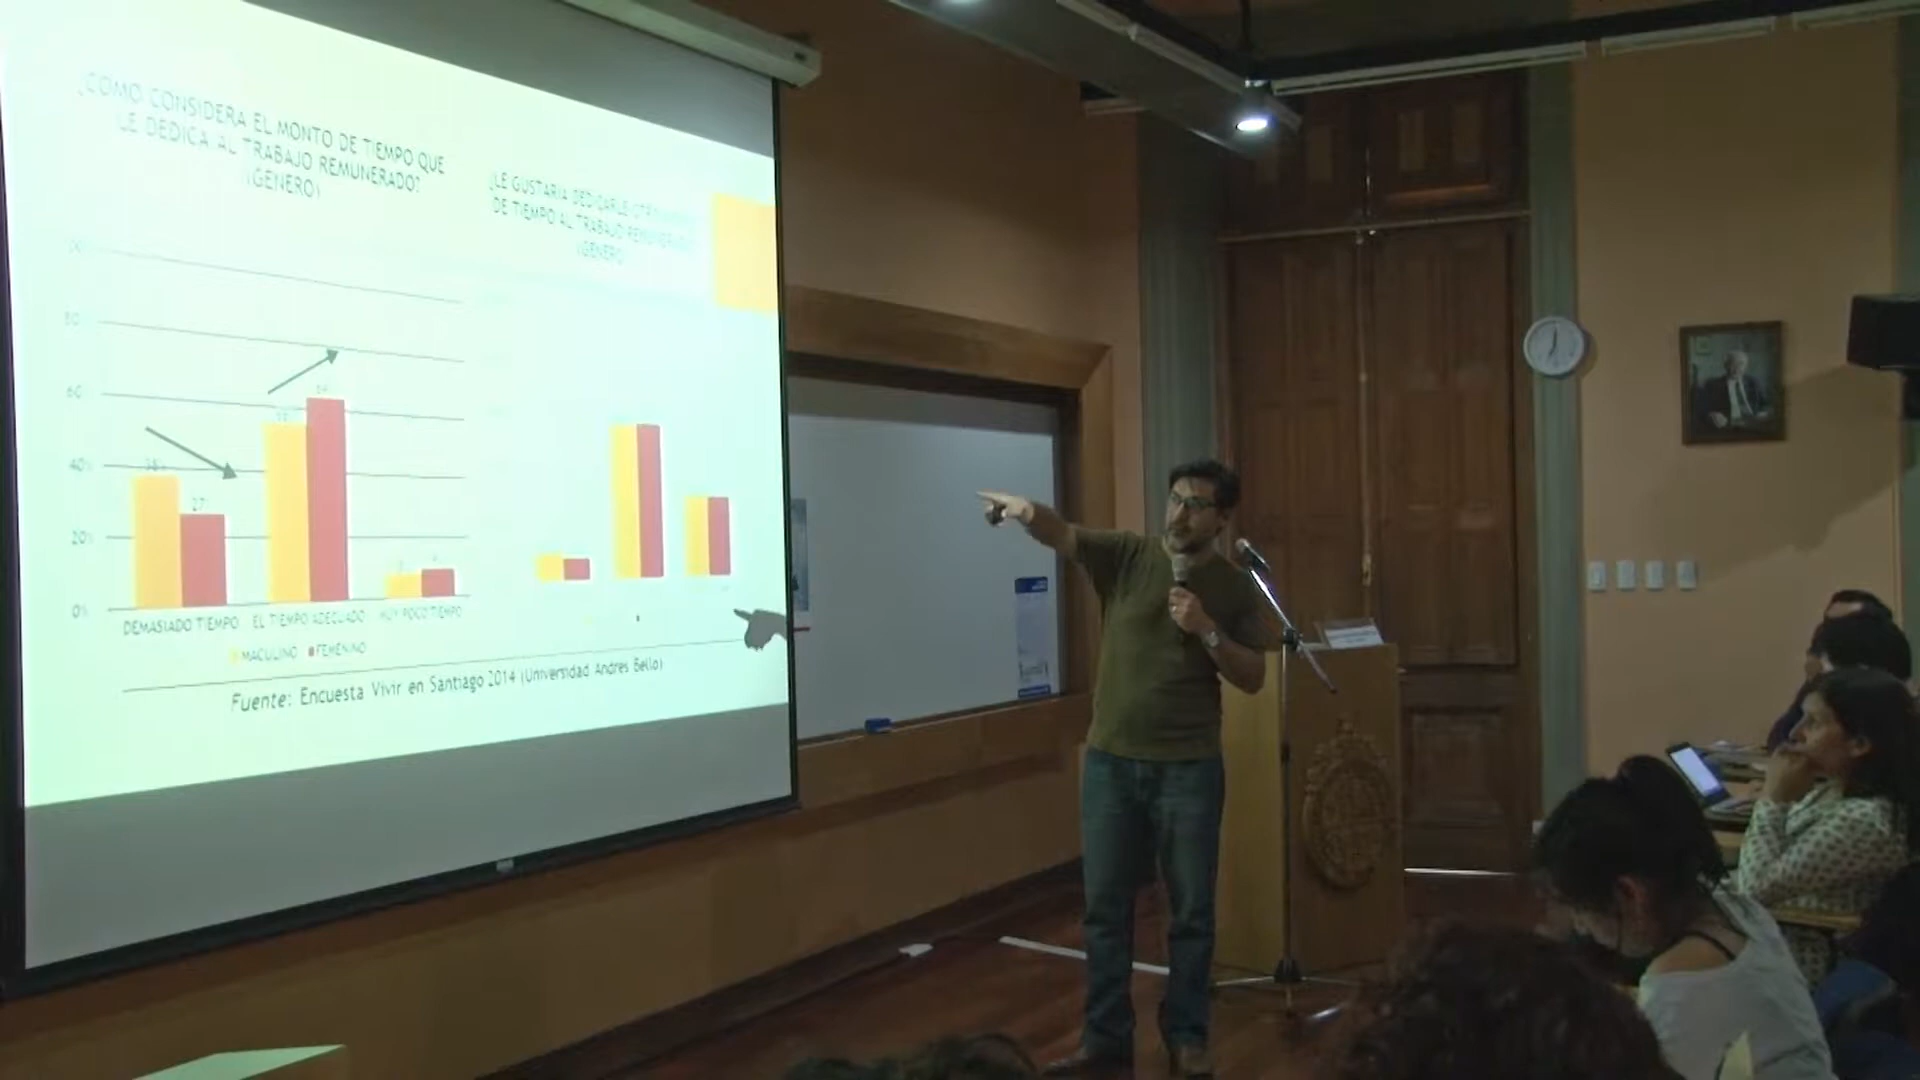 ¿COMO CONSIDERA EL MONTO DE TIEMPO QUE
LE DEDICA AL TRABAJO REMUNERADO?
(GENERO)
¿LE GUSTARIA DEDICARLE
DE TIEMPO AL TRABAJO REMUNERADO
(GENERO)
80%
60%
40%
20%
0%
38%
27
DEMASIADO TIEMPO
EL TIEMPO ADECUADO
MUY POCO TIEMPO
MACULINO
FEMENINO
Fuente: Encuesta Vivir en Santiago 2014 (Universidad Andres Bello)